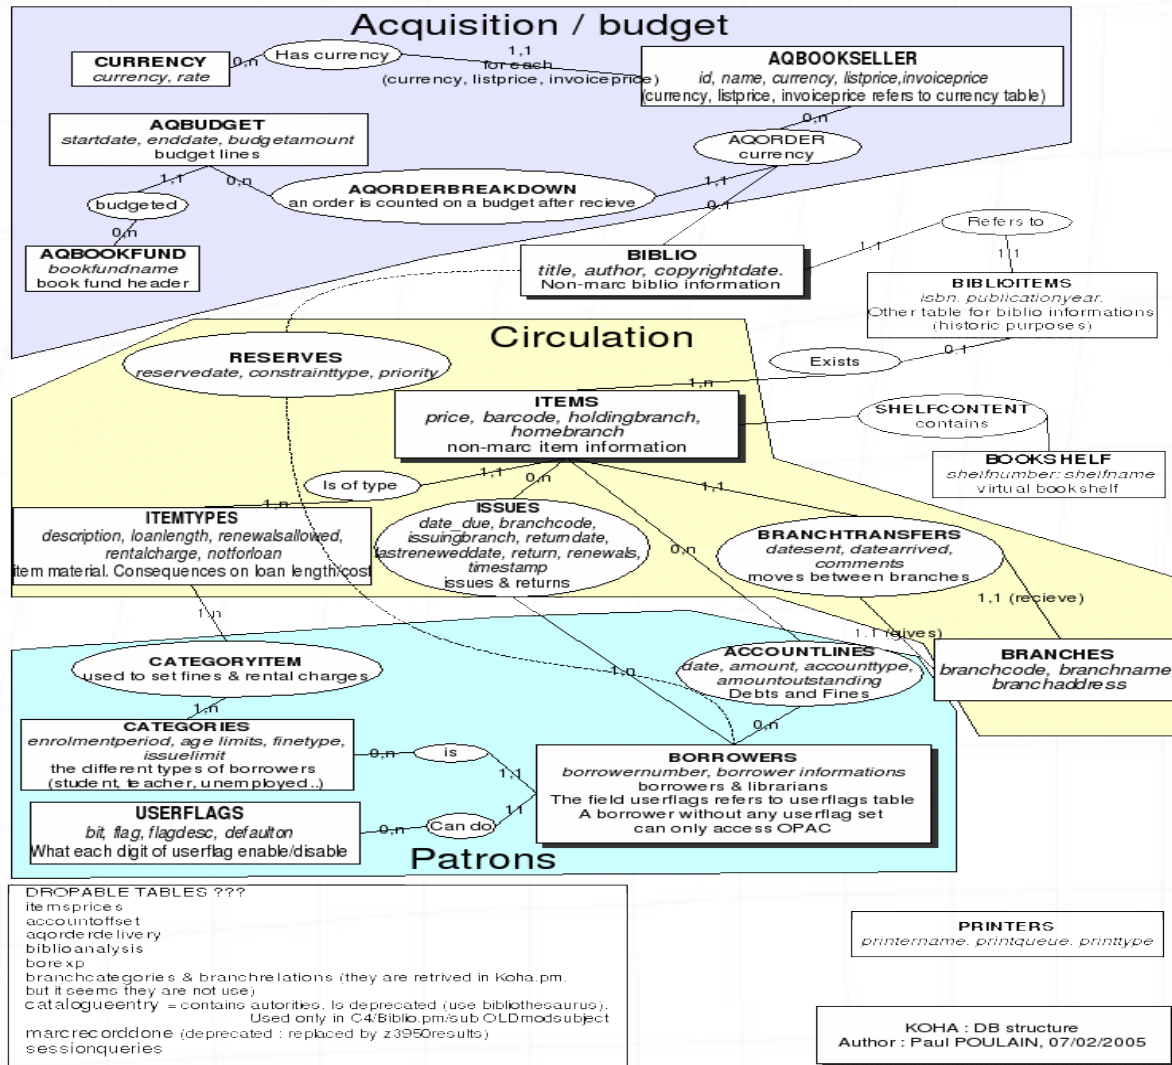 Acquisition / budget
CURRENCY
currency, rate
0,n
Has currency
1,1
for each
(currency, listprice, invoiceprice)
AQBOOKSELLER
id, name, currency, listprice,invoiceprice
(currency, listprice, invoiceprice refers to currency table)
0,n
AQORDER
currency
AQBUDGET
startdate, enddate, budgetamount
budget lines
1,1
0,n
AQORDERBREAKDOWN
an order is counted on a budget after recieve
1,1
0.1
budgeted
0,n
AQBOOKFUND
bookfundname
book fund header
BIBLIO
title, author, copyrightdate.
Non-marc biblio information
1,1
Refers to
1,1
BIBLIOITEMS
isbn. publicationyear.
Other table for biblio informations
(historic purposes)
0.1
Exists
1,n
Circulation
RESERVES
reservedate, constrainttype, priority
ITEMS
price, barcode, holdingbranch,
homebranch
non-marc item information
SHELFCONTENT
contains
BOOKSHELF
shelfnumber: shelfname
virtual bookshelf
1,1
0,n
1,1
Is of type
1,n
ITEMTYPES
description, loanlength, renewalsallowed,
rentalcharge, notforloan
item material. Consequences on loan length/cost
ISSUES
date_due, branchcode,
issuingbranch, returndate,
lastreneweddate, return, renewals,
timestamp
issues & returns
0,n
BRANCHTRANSFERS
datesent, datearrived,
comments
moves between branches
1,1 (recieve)
1.1 (gives)
BRANCHES
branchcode, branchname
branchaddress
1,n
CATEGORYITEM
used to set fines & rental charges
1,n
1,n
ACCOUNTLINES
date, amount, accounttype,
amountoutstanding
Debts and Fines
0,n
CATEGORIES
enrolmentperiod, age limits, finetype,
issuelimit
the different types of borrowers
(student, teacher, unemployed..)
0,n
is
1,1
BORROWERS
borrowernumber, borrower informations
borrowers & librarians
The field userflags refers to userflags table
A borrower without any userflag set
can only access OPAC
USERFLAGS
bit, flag, flagdesc, defaulton
What each digit of userflag enable/disable
0,n
Can do
1.1
Patrons
DROPABLE TABLES ???
itemsprices
accountoffset
aqorderdelivery
biblioanalysis
borexp
branchcategories & branchrelations (they are retrived in Koha.pm.
but it seems they are not use)
catalogueentry = contains autorities. Is deprecated (use bibliothesaurus).
Used only in C4/Biblio.pm/sub OLDmodsubject
marcrecorddone (deprecated : replaced by z3950results)
sessionqueries
PRINTERS
printername. printqueue. printtype
KOHA : DB structure
Author : Paul POULAIN, 07/02/2005